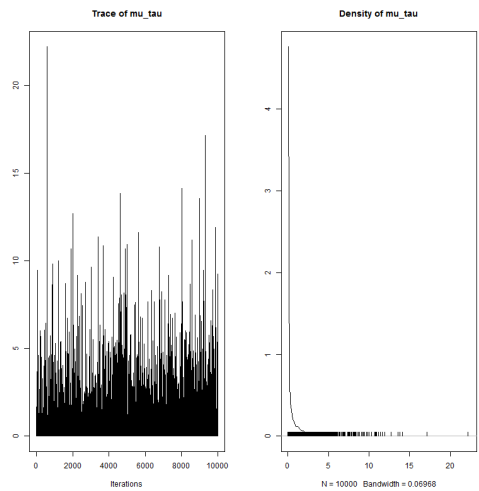 Trace of mu_tau
20
15
10
5
0
0 2000 4000 6000 8000 10000
Iterations
Density of mu_tau
4
3
2
1
0
0 5 10 15 20
N = 10000 Bandwidth = 0.06968